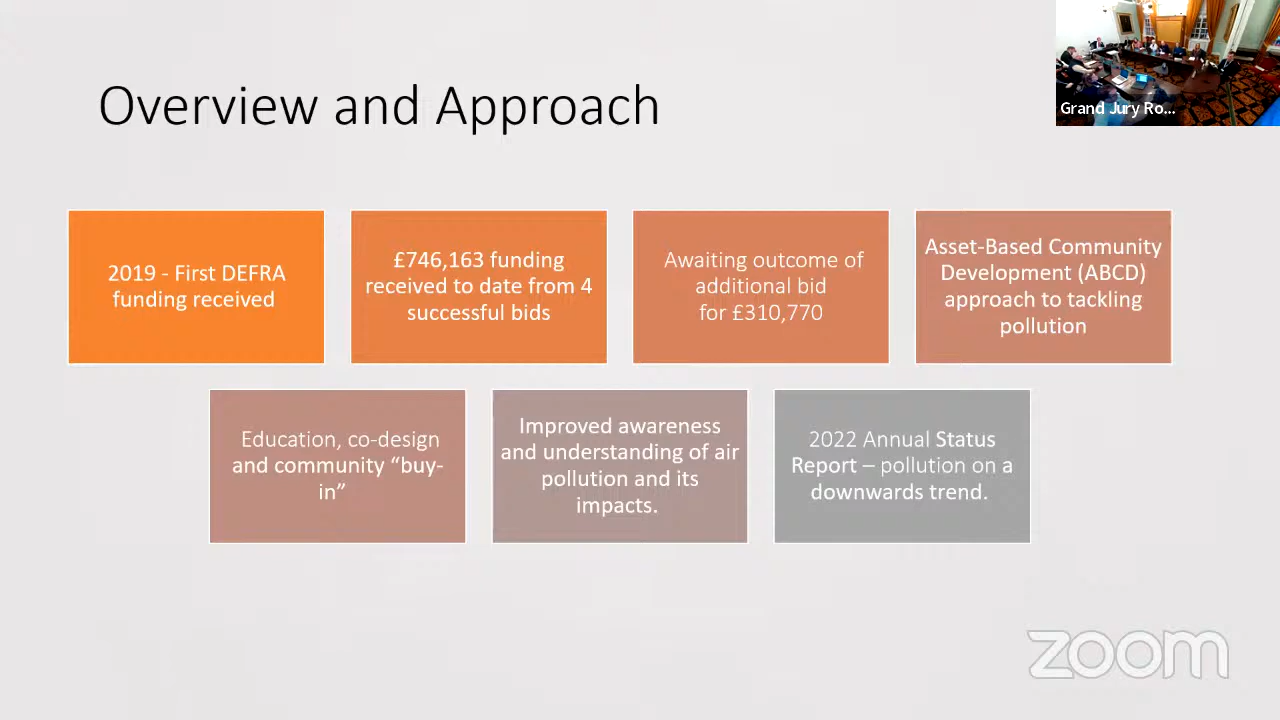 Grand Jury Ro...
Overview and Approach
2019 - First DEFRA
funding received
£746,163 funding
received to date from 4
successful bids
Awaiting outcome of
additional bid
for £310,770
Asset-Based Community
Development (ABCD)
approach to tackling
pollution
Education, co-design
and community “buy-
in”
Improved awareness
and understanding of air
pollution and its
impacts.
2022 Annual Status
Report – pollution on a
downwards trend.
zoom